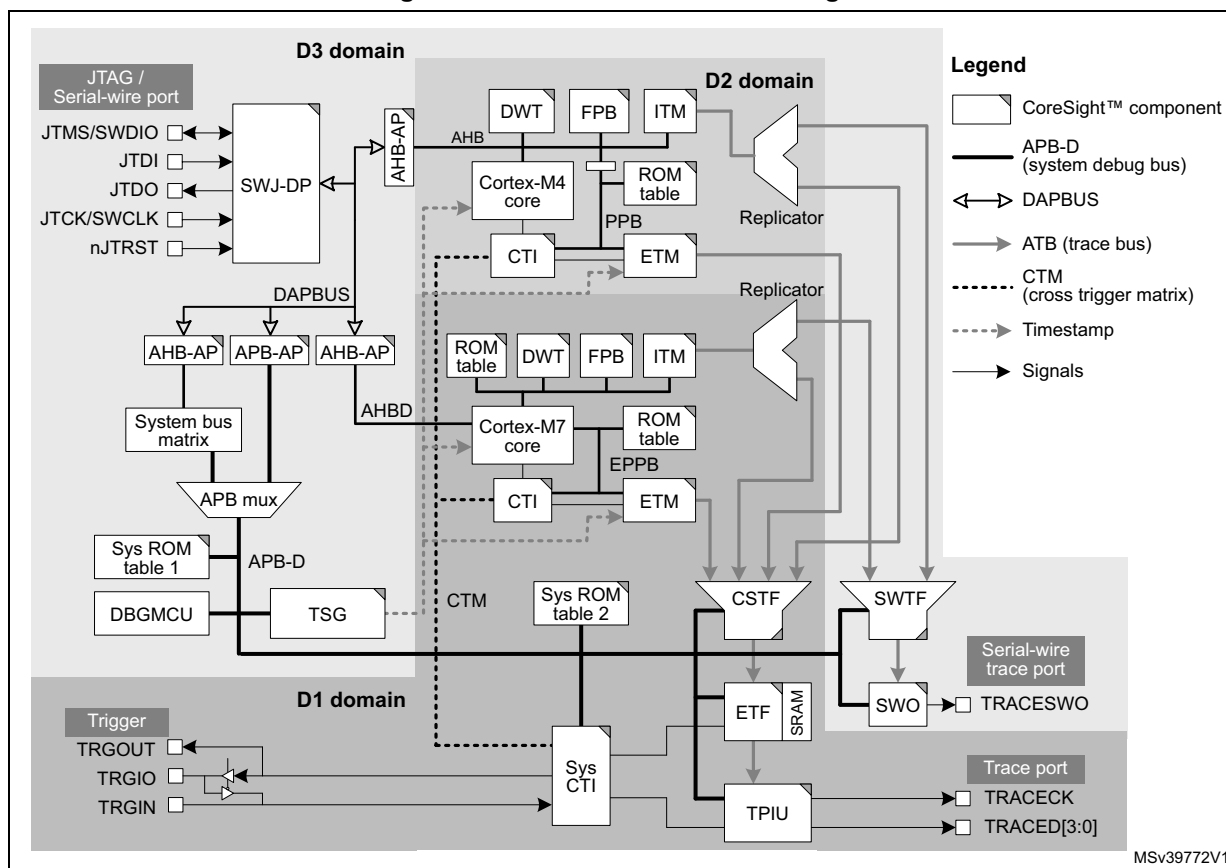 D3 domain
JTAG /
Serial-wire port
JTMS/SWDIO
JTDI
JTDO
JTCK/SWCLK
nJTRST
SWJ-DP
AHB-AP
AHB
D2 domain
DWT
FPB
ITM
Cortex-M4
core
ROM
table
PPB
CTI
ETM
Replicator
Legend
CoreSight™ component
APB-D
(system debug bus)
DAPBUS
ATB (trace bus)
CTM
(cross trigger matrix)
Timestamp
Signals
DAPBUS
AHB-AP
APB-AP
AHB-AP
System bus
matrix
AHBD
APB mux
Replicator
ROM
table
DWT
FPB
ITM
Cortex-M7
core
ROM
table
EPPB
CTI
ETM
Sys ROM
table 1
APB-D
DBGMCU
TSG
CTM
Sys ROM
table 2
CSTF
SWTF
Serial-wire
trace port
ETF
SRAM
SWO
TRACESWO
D1 domain
Trigger
TRGOUT
TRGIO
TRGIN
Sys
CTI
TPIU
Trace port
TRACECK
TRACED[3:0]
MSv39772V1